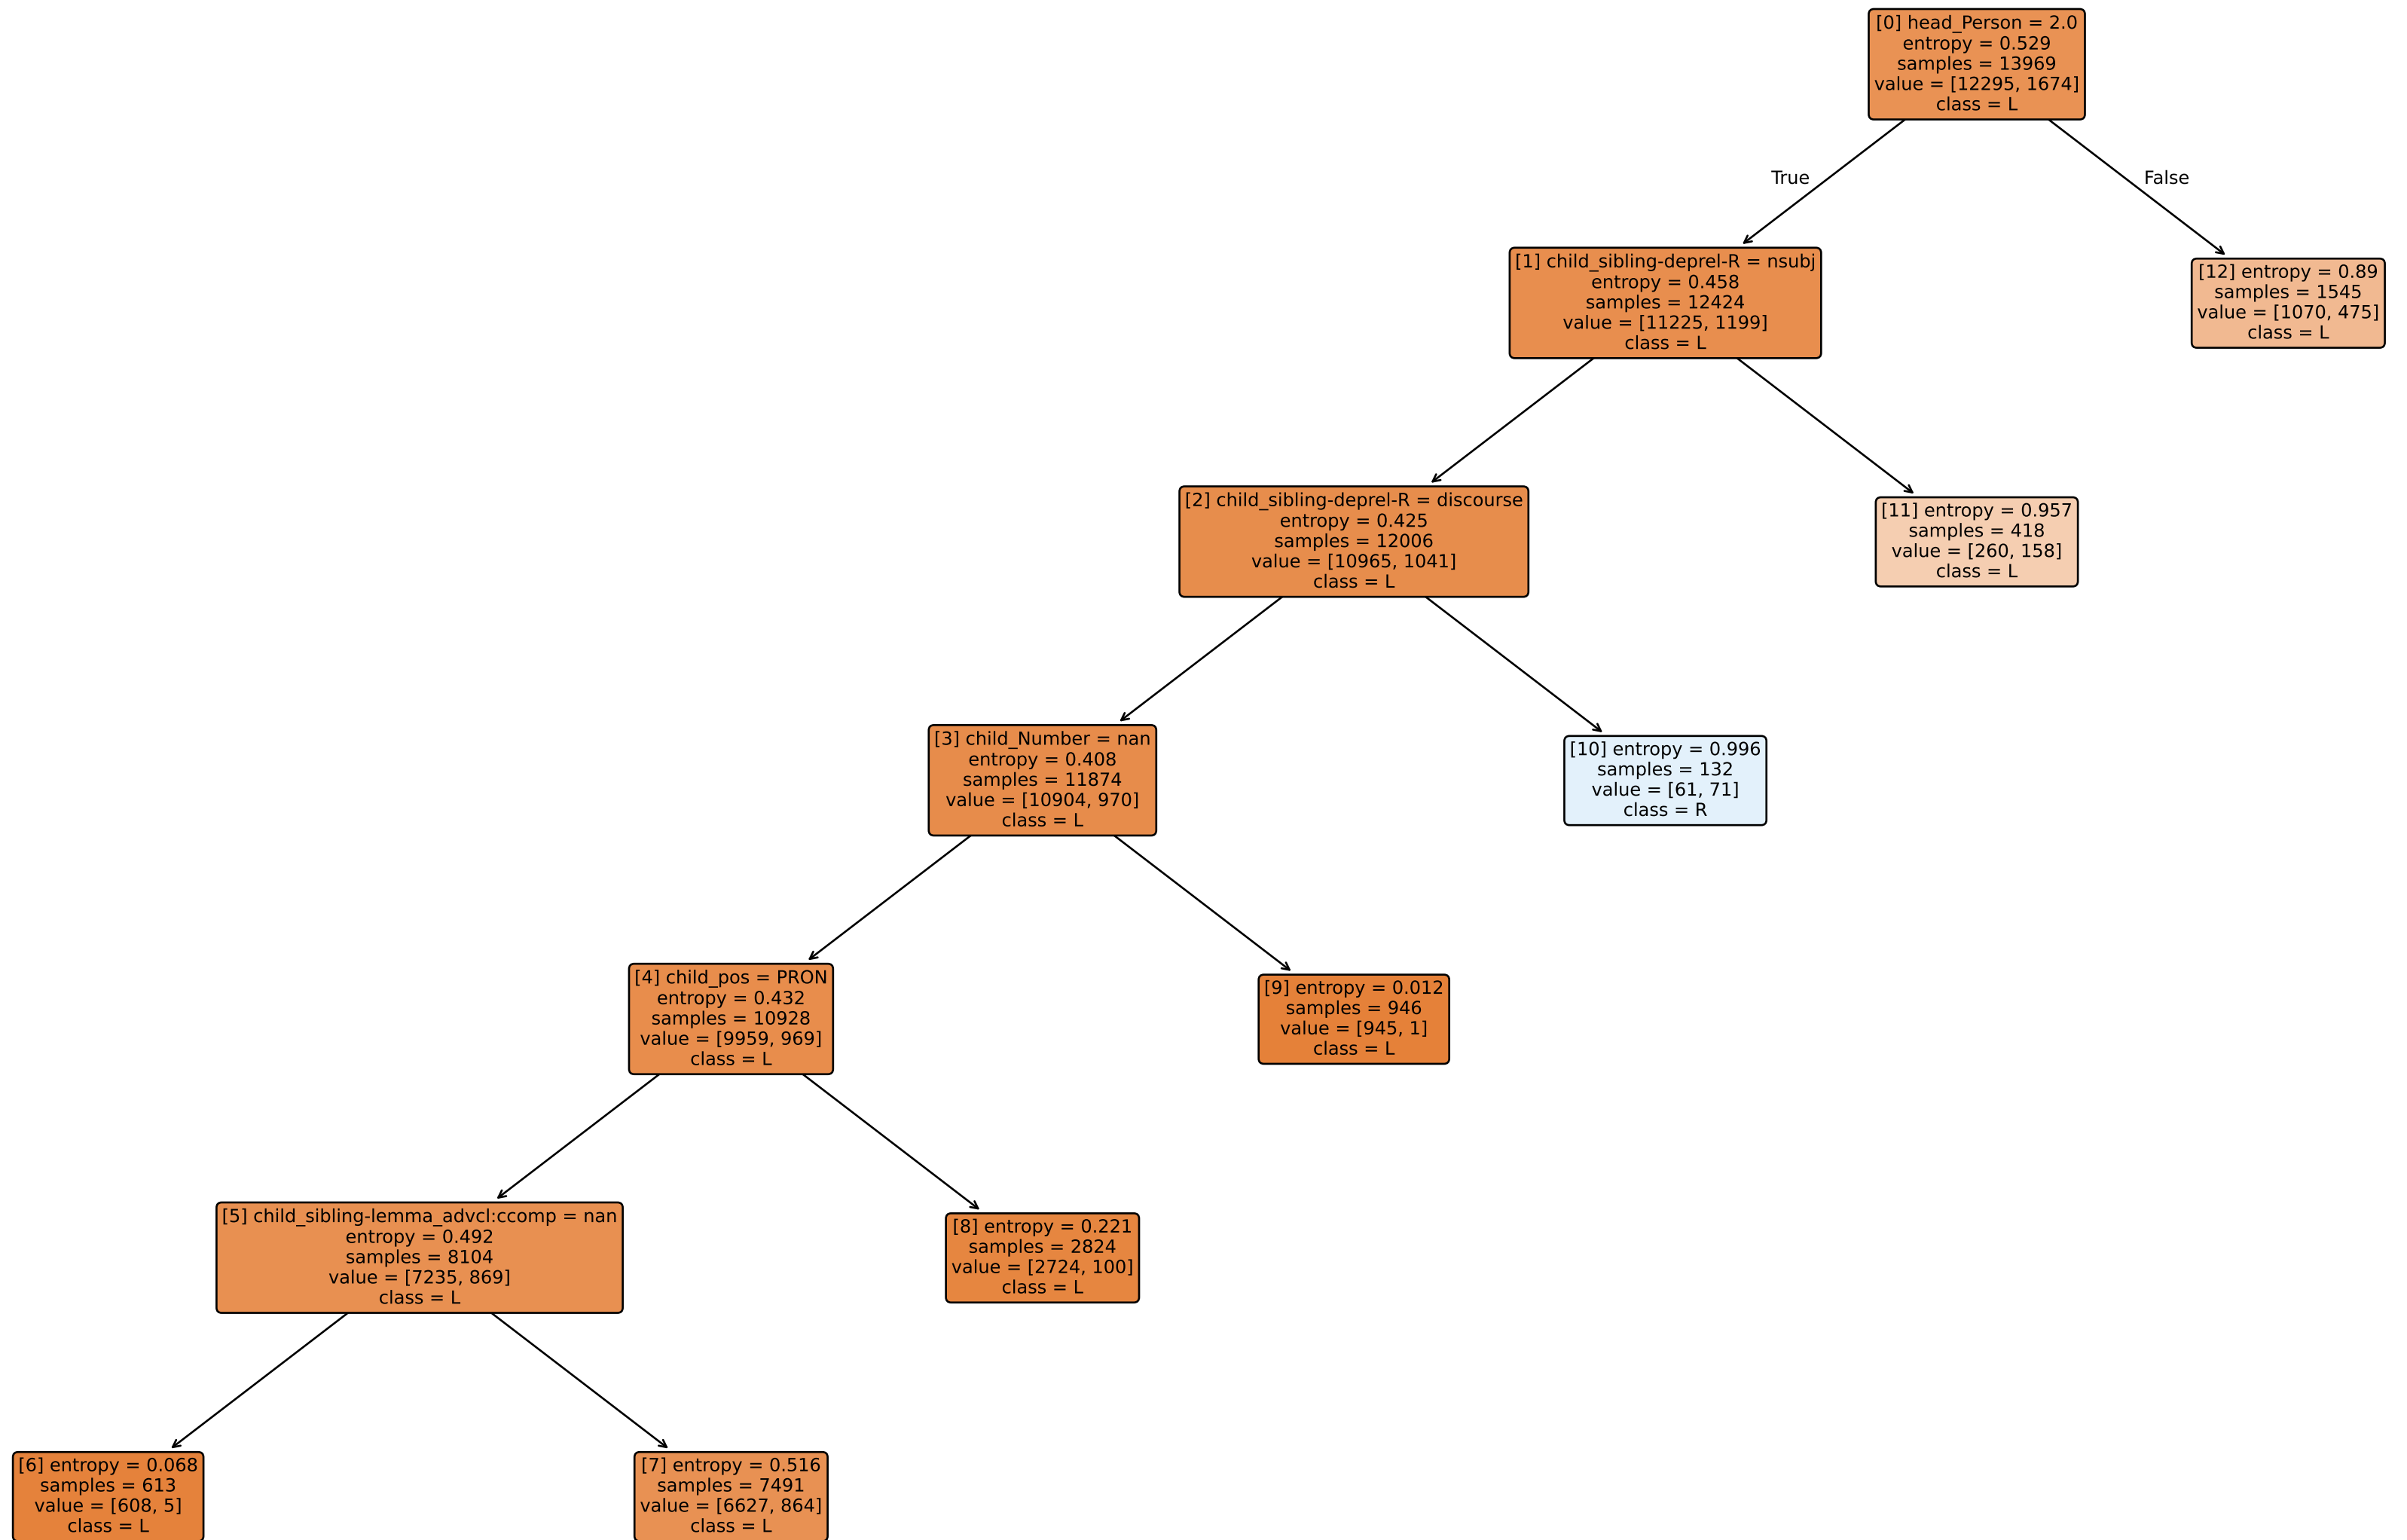 [0] head_Person = 2.0
entropy = 0.529
samples = 13969
value = [12295, 1674]
class = L
True
False
[1] child_sibling-deprel-R = nsubj
entropy = 0.458
samples = 12424
value = [11225, 1199]
class = L
[12] entropy = 0.89
samples = 1545
value = [1070, 475]
class = L
[2] child_sibling-deprel-R = discourse
entropy = 0.425
samples = 12006
value = [10965, 1041]
class = L
[11] entropy = 0.957
samples = 418
value = [260, 158]
class = L
[3] child_Number = nan
entropy = 0.408
samples = 11874
value = [10904, 970]
class = L
[10] entropy = 0.996
samples = 132
value = [61, 71]
class = R
[4] child_pos = PRON
entropy = 0.432
samples = 10928
value = [9959, 969]
class = L
[9] entropy = 0.012
samples = 946
value = [945, 1]
class = L
[5] child_sibling-lemma_advcl:ccomp = nan
entropy = 0.492
samples = 8104
value = [7235, 869]
class = L
[8] entropy = 0.221
samples = 2824
value = [2724, 100]
class = L
[6] entropy = 0.068
samples = 613
value = [608, 5]
class = L
[7] entropy = 0.516
samples = 7491
value = [6627, 864]
class = L